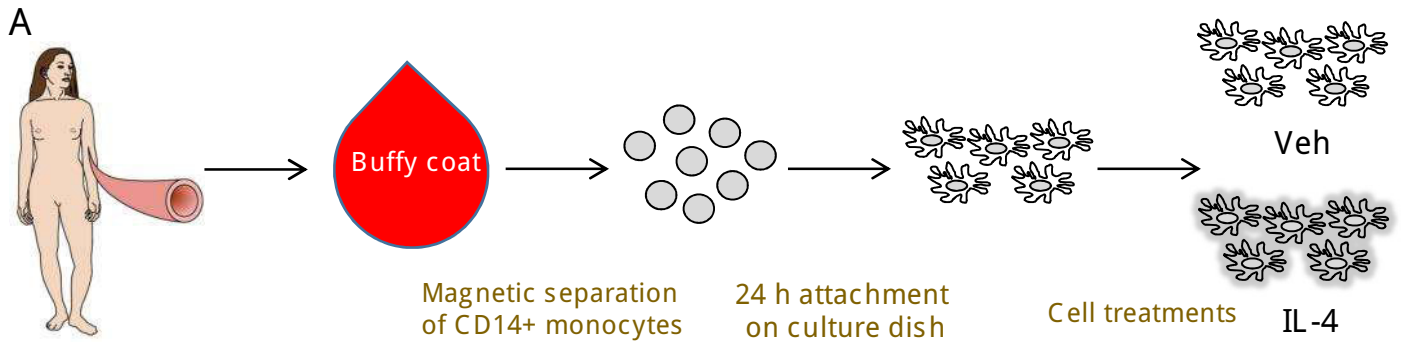 A
Buffy coat
Magnetic separation
of CD14+ monocytes
24 h attachment
on culture dish
Cell treatments
Veh
IL-4